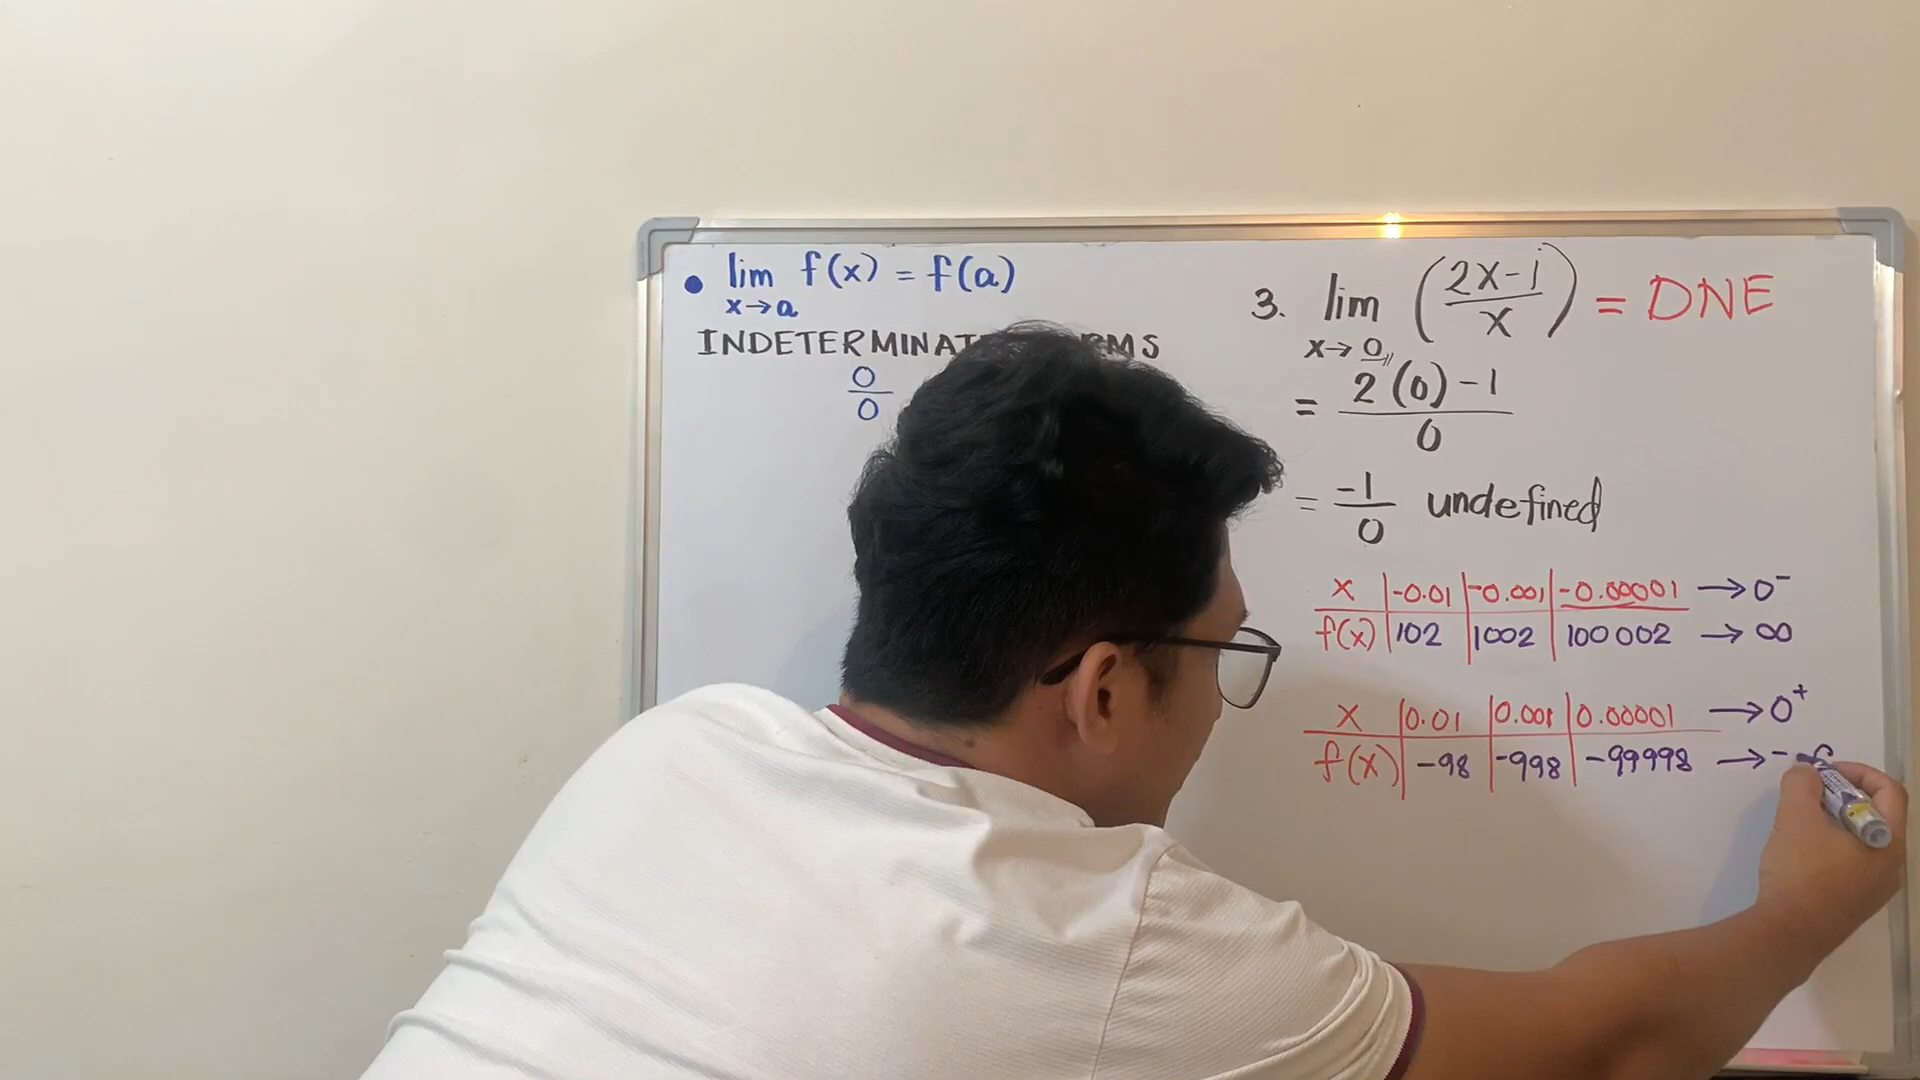 • lim f(x) = f(a)
x→a
INDETERMINAT RMS
0
0
3. lim (2x-1/x) = DNE
x→0
= 2(0)-1
0
= -1/0 undefined
x | -0.01 | -0.001 | -0.00001 → 0⁻
f(x) | 102 | 1002 | 100002 → ∞
x | 0.01 | 0.001 | 0.00001 → 0⁺
f(x) | -98 | -998 | -99998 → -